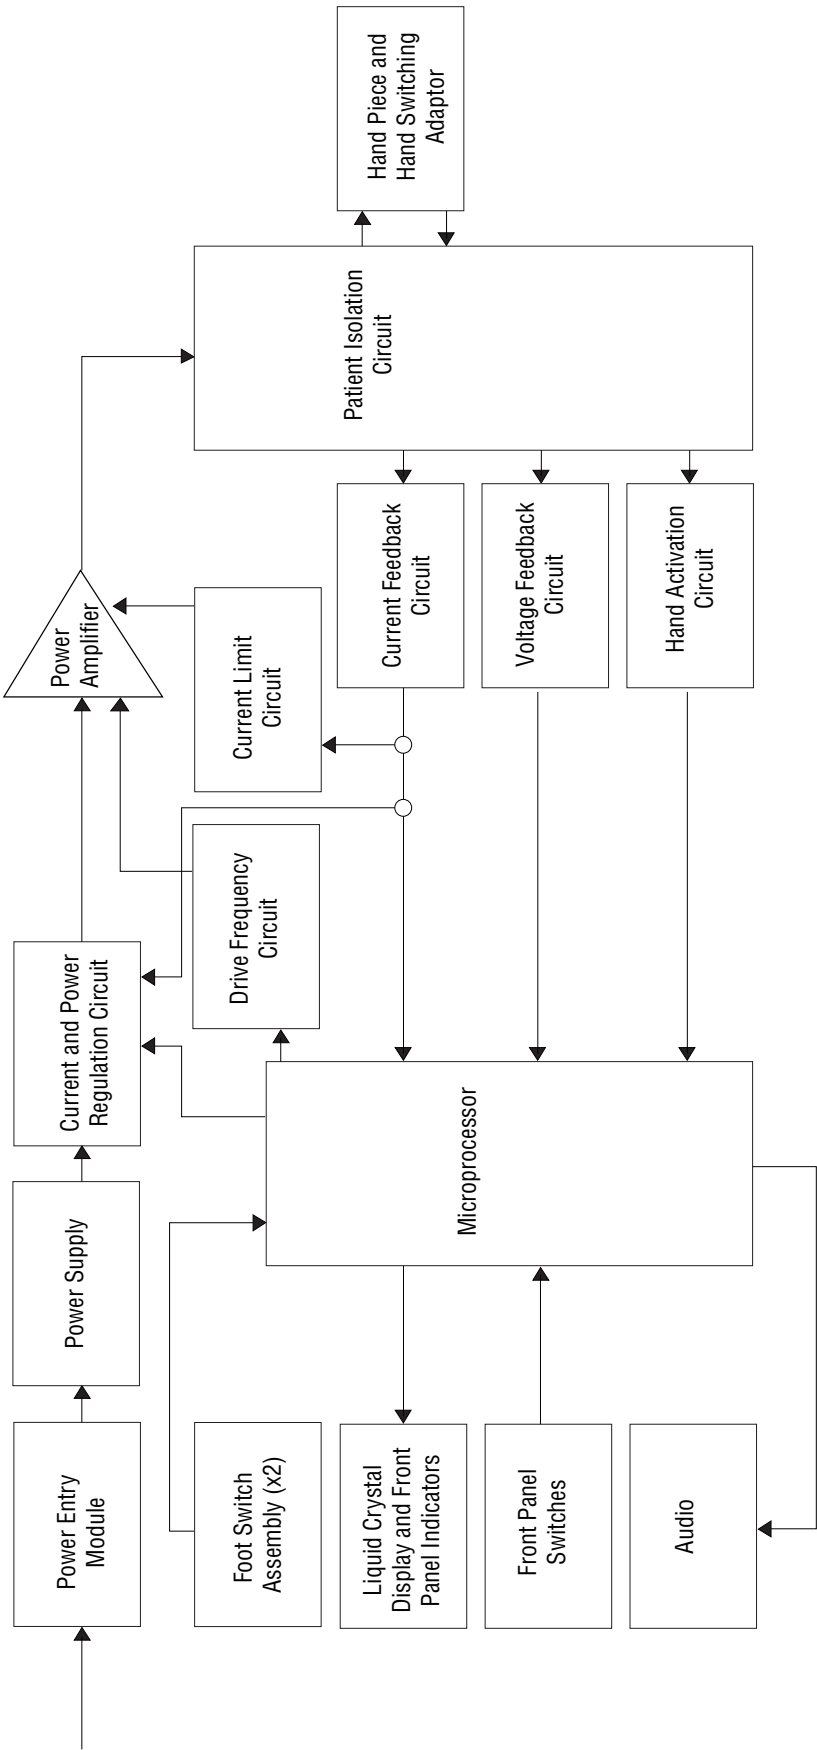 Power Entry
Module
Power Supply
Current and Power
Regulation Circuit
Power
Amplifier
Foot Switch
Assembly (x2)
Drive Frequency
Circuit
Current Limit
Circuit
Liquid Crystal
Display and Front
Panel Indicators
Microprocessor
Current Feedback
Circuit
Patient Isolation
Circuit
Hand Piece and
Hand Switching
Adaptor
Front Panel
Switches
Voltage Feedback
Circuit
Audio
Hand Activation
Circuit